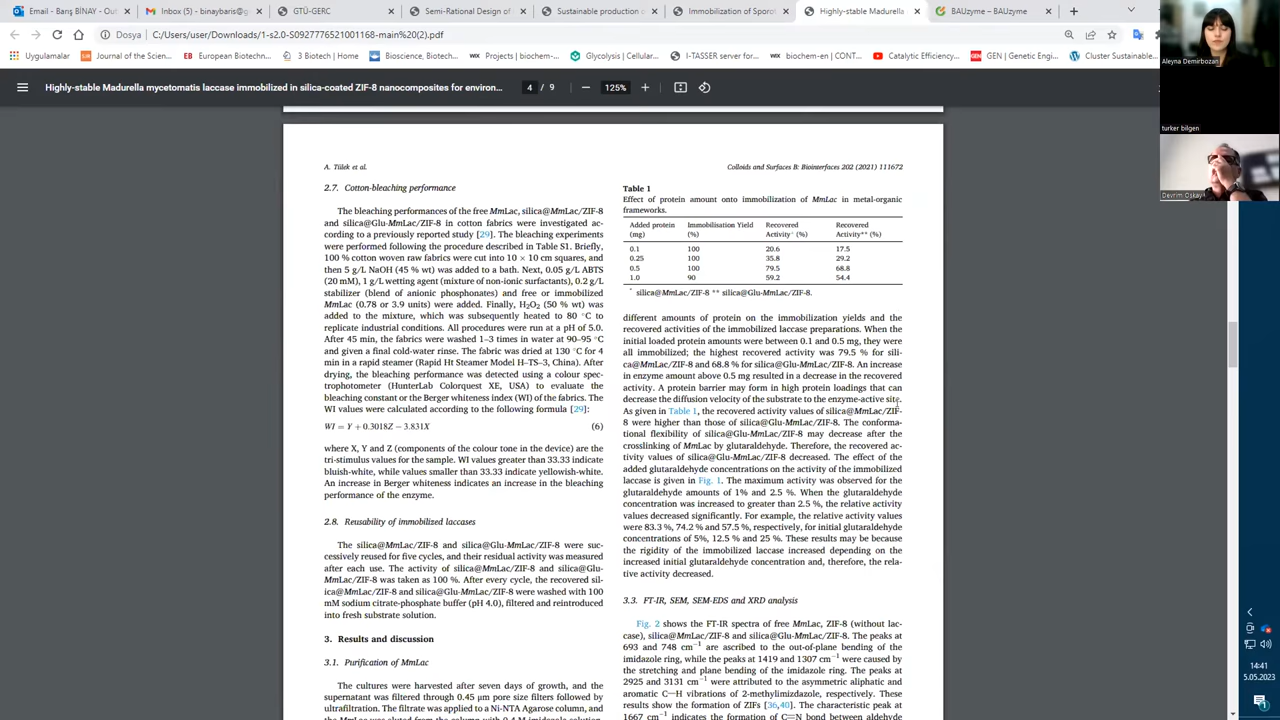 Email - Barış BİNAY - Out
Inbox (5) - binaybaris@g
GTÜ-GERC
Semi-Rational Design of
Sustainable production o
Immobilization of Sporot
Highly-stable Madurella
BAUzyme – BAUzyme
Dosya
C:/Users/user/Downloads/1-s2.0-S0927776521001168-main%20(2).pdf
Uygulamalar
Journal of the Scienc...
European Biotechno...
3 Biotech | Home
Bioscience, Biotech...
Projects | biochem-...
Glycolysis | Cellular...
I-TASSER server for...
biochem-en | CONT...
Catalytic Efficiency...
GEN | Genetic Engin...
Cluster Sustainable...
Highly-stable Madurella mycetomatis laccase immobilized in silica-coated ZIF-8 nanocomposites for environ...
4 / 9
125%
A. Tülek et al.
Colloids and Surfaces B: Biointerfaces 202 (2021) 111672
2.7. Cotton-bleaching performance
The bleaching performances of the free MmLac, silica@MmLac/ZIF-8
and silica@Glu-MmLac/ZIF-8 in cotton fabrics were investigated ac-
cording to a previously reported study [29]. The bleaching experiments
were performed following the procedure described in Table S1. Briefly,
100 % cotton woven raw fabrics were cut into 10 × 10 cm squares, and
then 5 g/L NaOH (45 % wt) was added to a bath. Next, 0.05 g/L ABTS
(20 mM), 1 g/L wetting agent (mixture of non-ionic surfactants), 0.2 g/L
stabilizer (blend of anionic phosphonates) and free or immobilized
MmLac (0.78 or 3.9 units) were added. Finally, H2O2 (50 % wt) was
added to the mixture, which was subsequently heated to 80 °C to
replicate industrial conditions. All procedures were run at a pH of 5.0.
After 45 min, the fabrics were washed 1–3 times in water at 90–95 °C
and given a final cold-water rinse. The fabric was dried at 130 °C for 4
min in a rapid steamer (Rapid Ht Steamer Model H–TS–3, China). After
drying, the bleaching performance was detected using a colour spec-
trophotometer (HunterLab Colorquest XE, USA) to evaluate the
bleaching constant or the Berger whiteness index (WI) of the fabrics. The
WI values were calculated according to the following formula [29]:
WI = Y + 0.3018Z − 3.831X (6)
where X, Y and Z (components of the colour tone in the device) are the
tri-stimulus values for the sample. WI values greater than 33.33 indicate
bluish-white, while values smaller than 33.33 indicate yellowish-white.
An increase in Berger whiteness indicates an increase in the bleaching
performance of the enzyme.
2.8. Reusability of immobilized laccases
The silica@MmLac/ZIF-8 and silica@Glu-MmLac/ZIF-8 were suc-
cessively reused for five cycles, and their residual activity was measured
after each use. The activity of silica@MmLac/ZIF-8 and silica@Glu-
MmLac/ZIF-8 was taken as 100 %. After every cycle, the recovered sil-
ica@MmLac/ZIF-8 and silica@Glu-MmLac/ZIF-8 were washed with 100
mM sodium citrate-phosphate buffer (pH 4.0), filtered and reintroduced
into fresh substrate solution.
3. Results and discussion
3.1. Purification of MmLac
The cultures were harvested after seven days of growth, and the
supernatant was filtered through 0.45 μm pore size filters followed by
ultrafiltration. The filtrate was applied to a Ni-NTA Agarose column, and
the MmLac was eluted from the column with 0.4 M imidazole solution.
Table 1
Effect of protein amount onto immobilization of MmLac in metal-organic
frameworks.
Added protein Immobilisation Yield Recovered Recovered
(mg) (%) Activity* (%) Activity** (%)
0.1 100 20.6 17.5
0.25 100 35.8 29.2
0.5 100 79.5 68.8
1.0 90 59.2 54.4
* silica@MmLac/ZIF-8 ** silica@Glu-MmLac/ZIF-8.
different amounts of protein on the immobilization yields and the
recovered activities of the immobilized laccase preparations. When the
initial loaded protein amounts were between 0.1 and 0.5 mg, they were
all immobilized; the highest recovered activity was 79.5 % for sili-
ca@MmLac/ZIF-8 and 68.8 % for silica@Glu-MmLac/ZIF-8. An increase
in enzyme amount above 0.5 mg resulted in a decrease in the recovered
activity. A protein barrier may form in high protein loadings that can
decrease the diffusion velocity of the substrate to the enzyme-active site.
As given in Table 1, the recovered activity values of silica@MmLac/ZIF-
8 were higher than those of silica@Glu-MmLac/ZIF-8. The conforma-
tional flexibility of silica@Glu-MmLac/ZIF-8 may decrease after the
crosslinking of MmLac by glutaraldehyde. Therefore, the recovered ac-
tivity values of silica@Glu-MmLac/ZIF-8 decreased. The effect of the
added glutaraldehyde concentrations on the activity of the immobilized
laccase is given in Fig. 1. The maximum activity was observed for the
glutaraldehyde amounts of 1% and 2.5 %. When the glutaraldehyde
concentration was increased to greater than 2.5 %, the relative activity
values decreased significantly. For example, the relative activity values
were 83.3 %, 74.2 % and 57.5 %, respectively, for initial glutaraldehyde
concentrations of 5%, 12.5 % and 25 %. These results may be because
the rigidity of the immobilized laccase increased depending on the
increased initial glutaraldehyde concentration and, therefore, the rela-
tive activity decreased.
3.3. FT-IR, SEM, SEM-EDS and XRD analysis
Fig. 2 shows the FT-IR spectra of free MmLac, ZIF-8 (without lac-
case), silica@MmLac/ZIF-8 and silica@Glu-MmLac/ZIF-8. The peaks at
693 and 748 cm−1 are ascribed to the out-of-plane bending of the
imidazole ring, while the peaks at 1419 and 1307 cm−1 were caused by
the stretching and plane bending of the imidazole ring. The peaks at
2925 and 3131 cm−1 were attributed to the asymmetric aliphatic and
aromatic C—H vibrations of 2-methylimizdazole, respectively. These
results show the formation of ZIFs [36,40]. The characteristic peak at
1667 cm−1 indicates the formation of C=N bond between aldehyde
Aleyna Demirbozan
turker bilgen
Devrim Oskay
14:41
5.05.2023